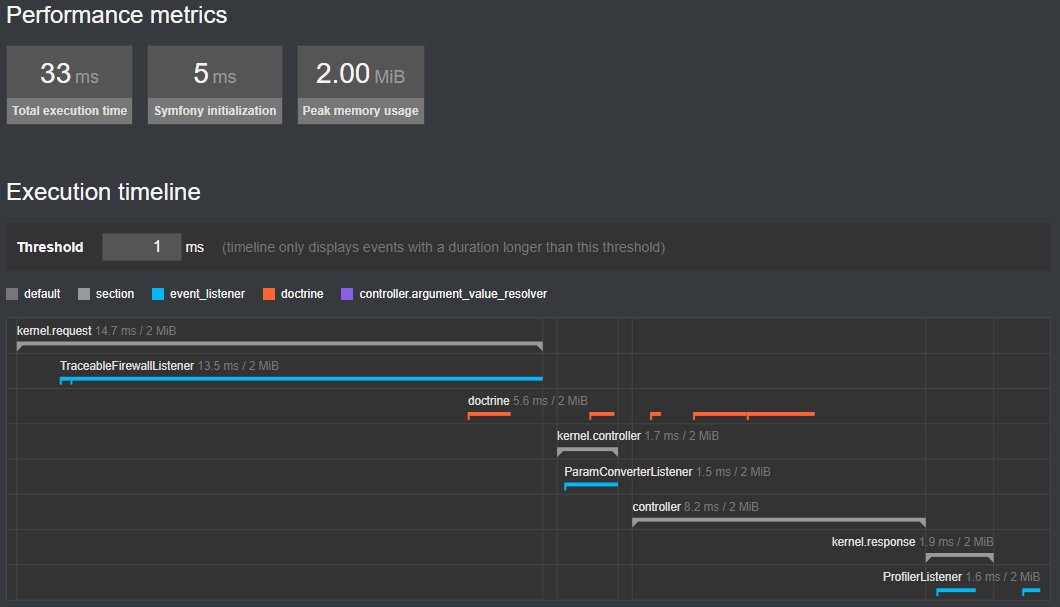 Performance metrics
33 ms
Total execution time
5 ms
Symfony initialization
2.00 MiB
Peak memory usage
Execution timeline
Threshold 1 ms (timeline only displays events with a duration longer than this threshold)
default section event_listener doctrine controller.argument_value_resolver
kernel.request 14.7 ms / 2 MiB
TraceableFirewallListener 13.5 ms / 2 MiB
doctrine 5.6 ms / 2 MiB
kernel.controller 1.7 ms / 2 MiB
ParamConverterListener 1.5 ms / 2 MiB
controller 8.2 ms / 2 MiB
kernel.response 1.9 ms / 2 MiB
ProfilerListener 1.6 ms / 2 MiB